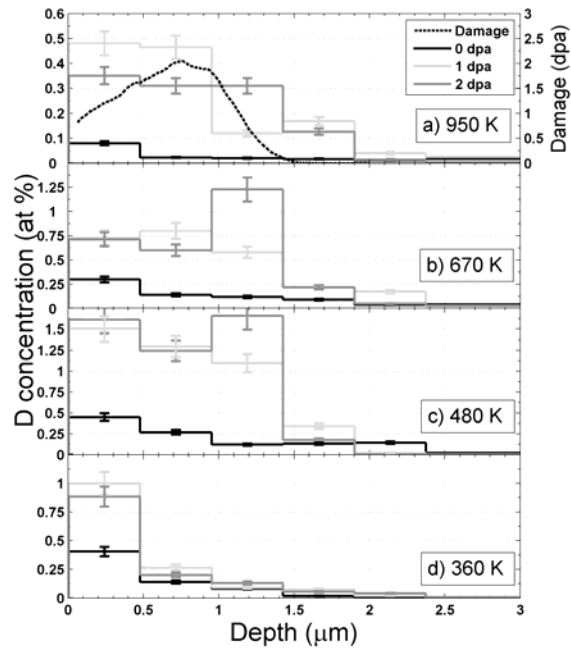 0.6
0.5
0.4
0.3
0.2
0.1
0
3
2.5
2
1.5
1
0.5
0
Damage
0 dpa
1 dpa
2 dpa
a) 950 K
Damage (dpa)
1.25
1
0.75
0.5
0.25
0
b) 670 K
D concentration (at %)
1.5
1.25
1
0.75
0.5
0.25
0
c) 480 K
1
0.75
0.5
0.25
0
d) 360 K
0 0.5 1 1.5 2 2.5 3
Depth (μm)